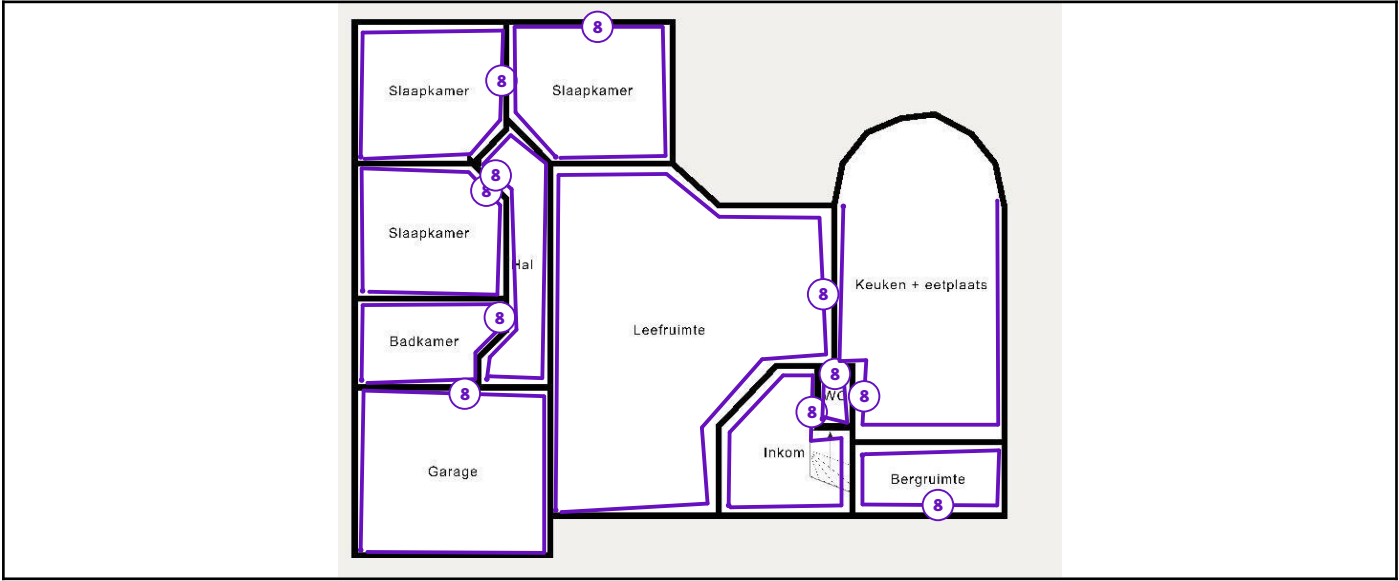 8
Slaapkamer
8
Slaapkamer
8
8
Slaapkamer
Hal
8
Badkamer
8
Garage
Leefruimte
8
Keuken + eetplaats
8
WC
8
8
Inkom
Bergruimte
8